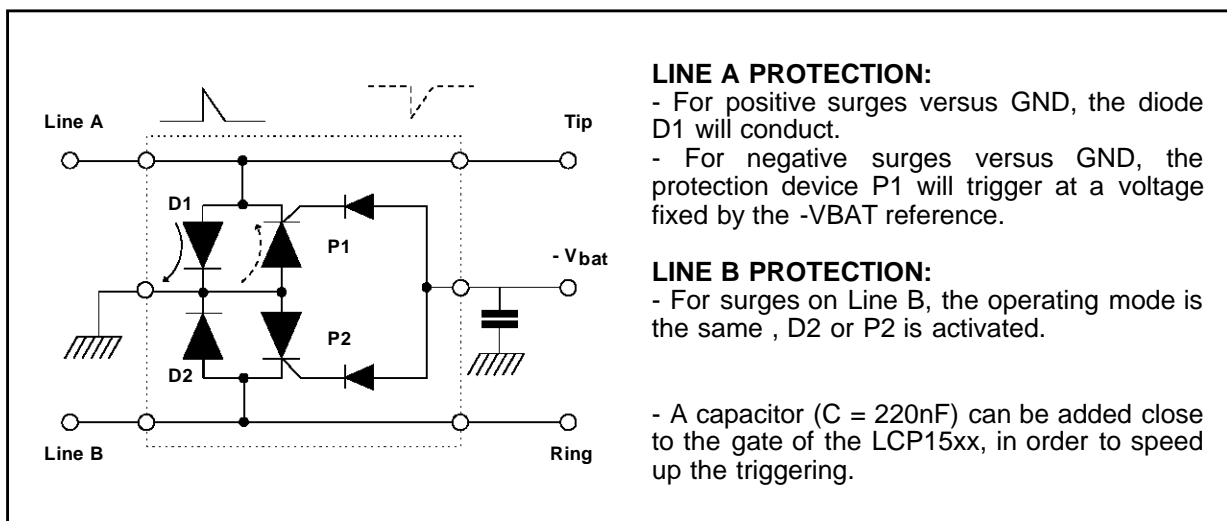 Line A
Tip
D1
P1
- Vbat
P2
D2
Line B
Ring
LINE A PROTECTION:
- For positive surges versus GND, the diode
D1 will conduct.
- For negative surges versus GND, the
protection device P1 will trigger at a voltage
fixed by the -VBAT reference.
LINE B PROTECTION:
- For surges on Line B, the operating mode is
the same , D2 or P2 is activated.
- A capacitor (C = 220nF) can be added close
to the gate of the LCP15xx, in order to speed
up the triggering.